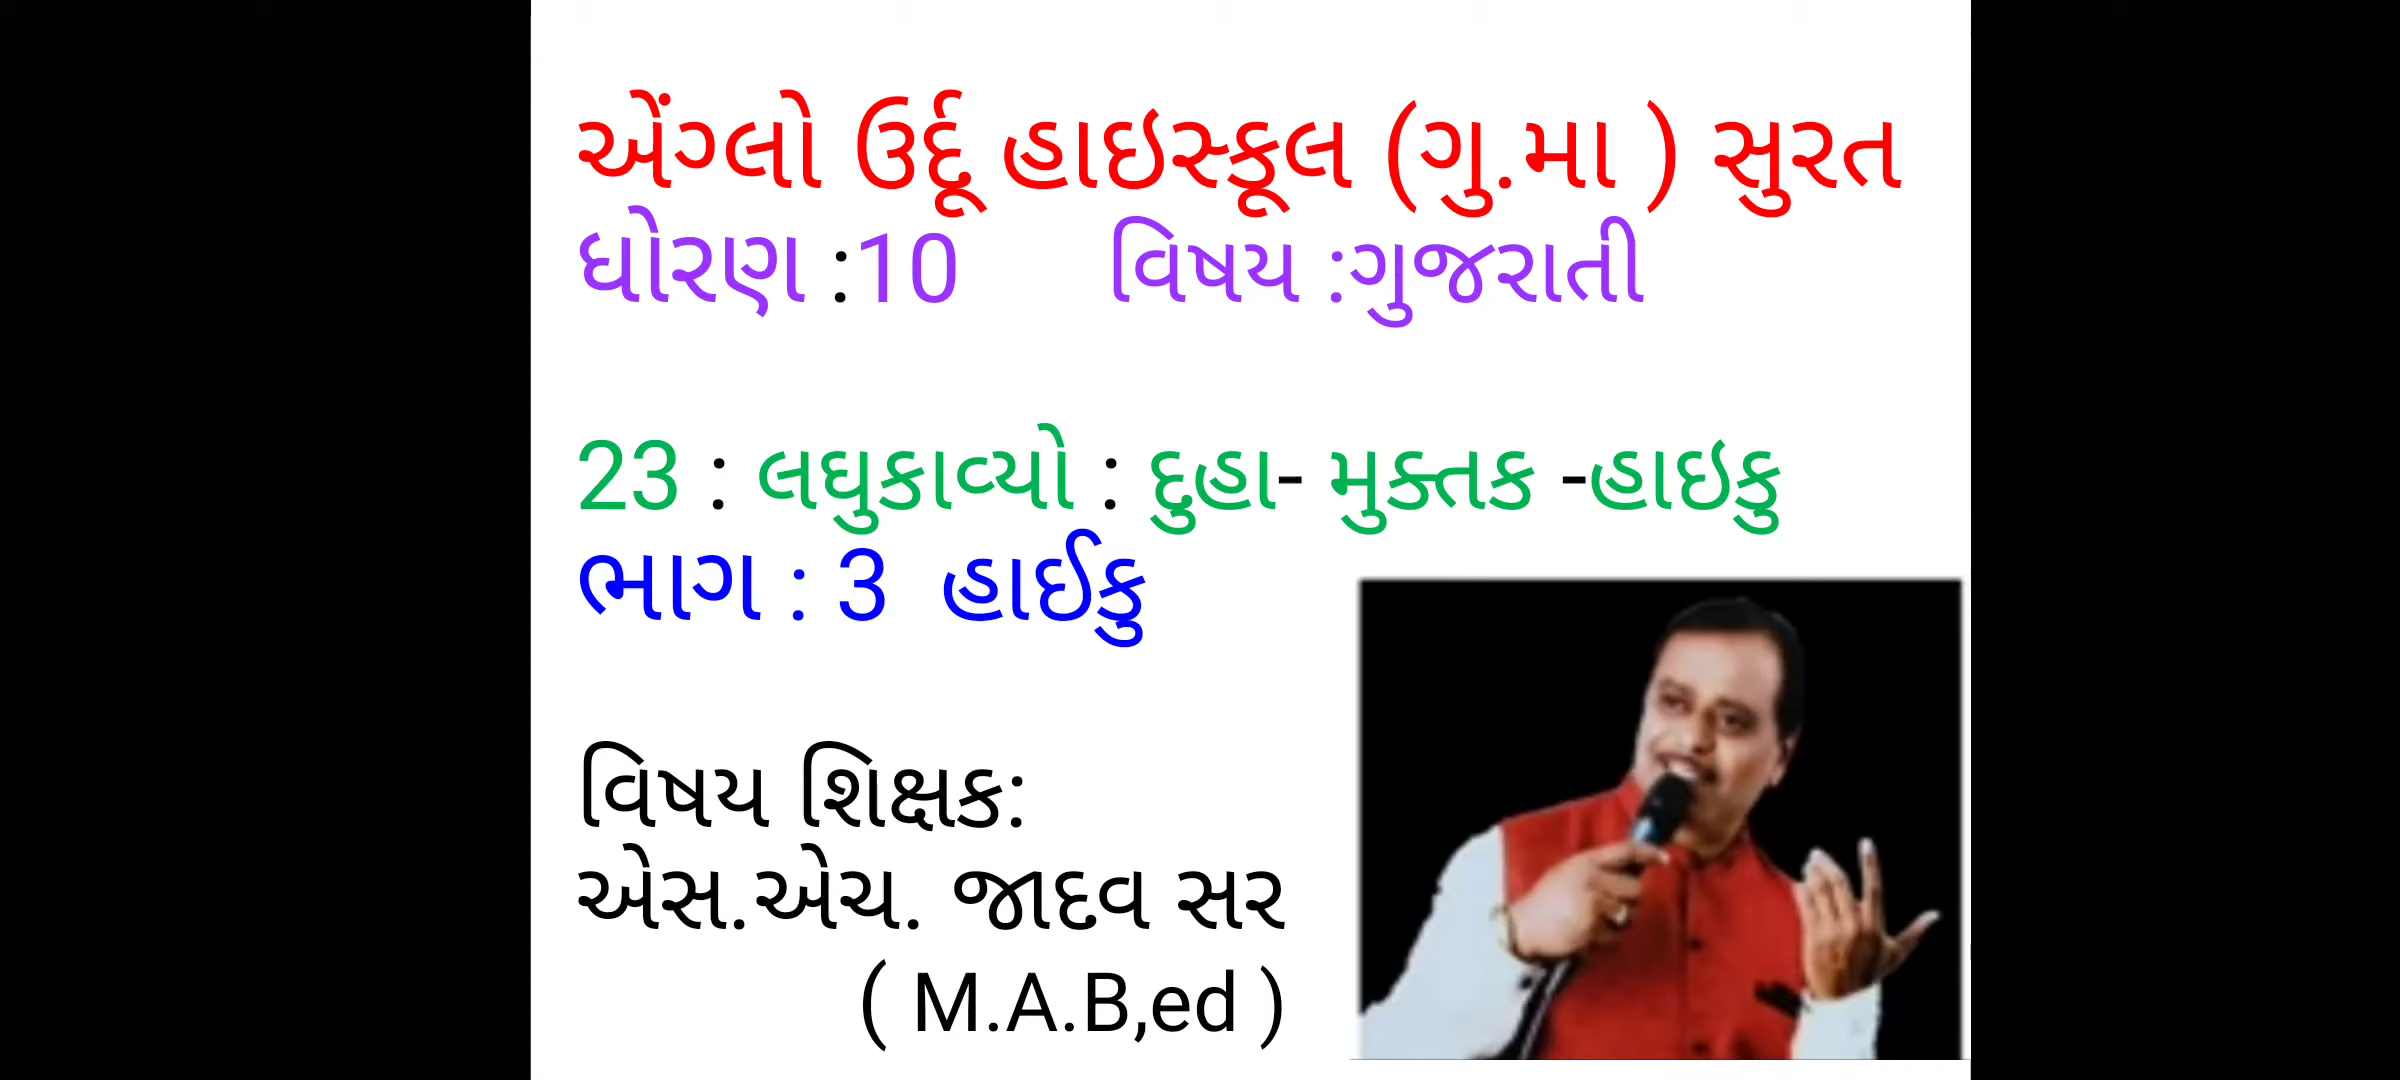 એંગ્લો ઉર્દૂ હાઇસ્કૂલ (ગુ.મા ) સુરત
ધોરણ :10 વિષય :ગુજરાતી
23 : લઘુકાવ્યો : દુહા- મુક્તક -હાઇકુ
ભાગ : 3 હાઈકુ
વિષય શિક્ષક:
એસ.એચ. જાદવ સર
( M.A.B,ed )